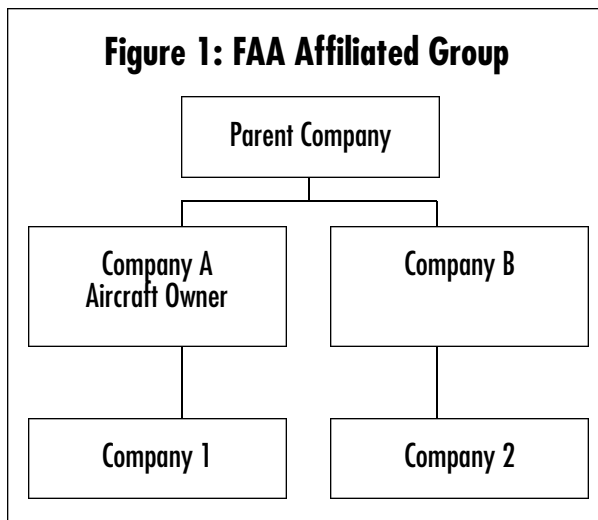 Figure 1: FAA Affiliated Group
Parent Company
Company A
Aircraft Owner
Company B
Company 1
Company 2